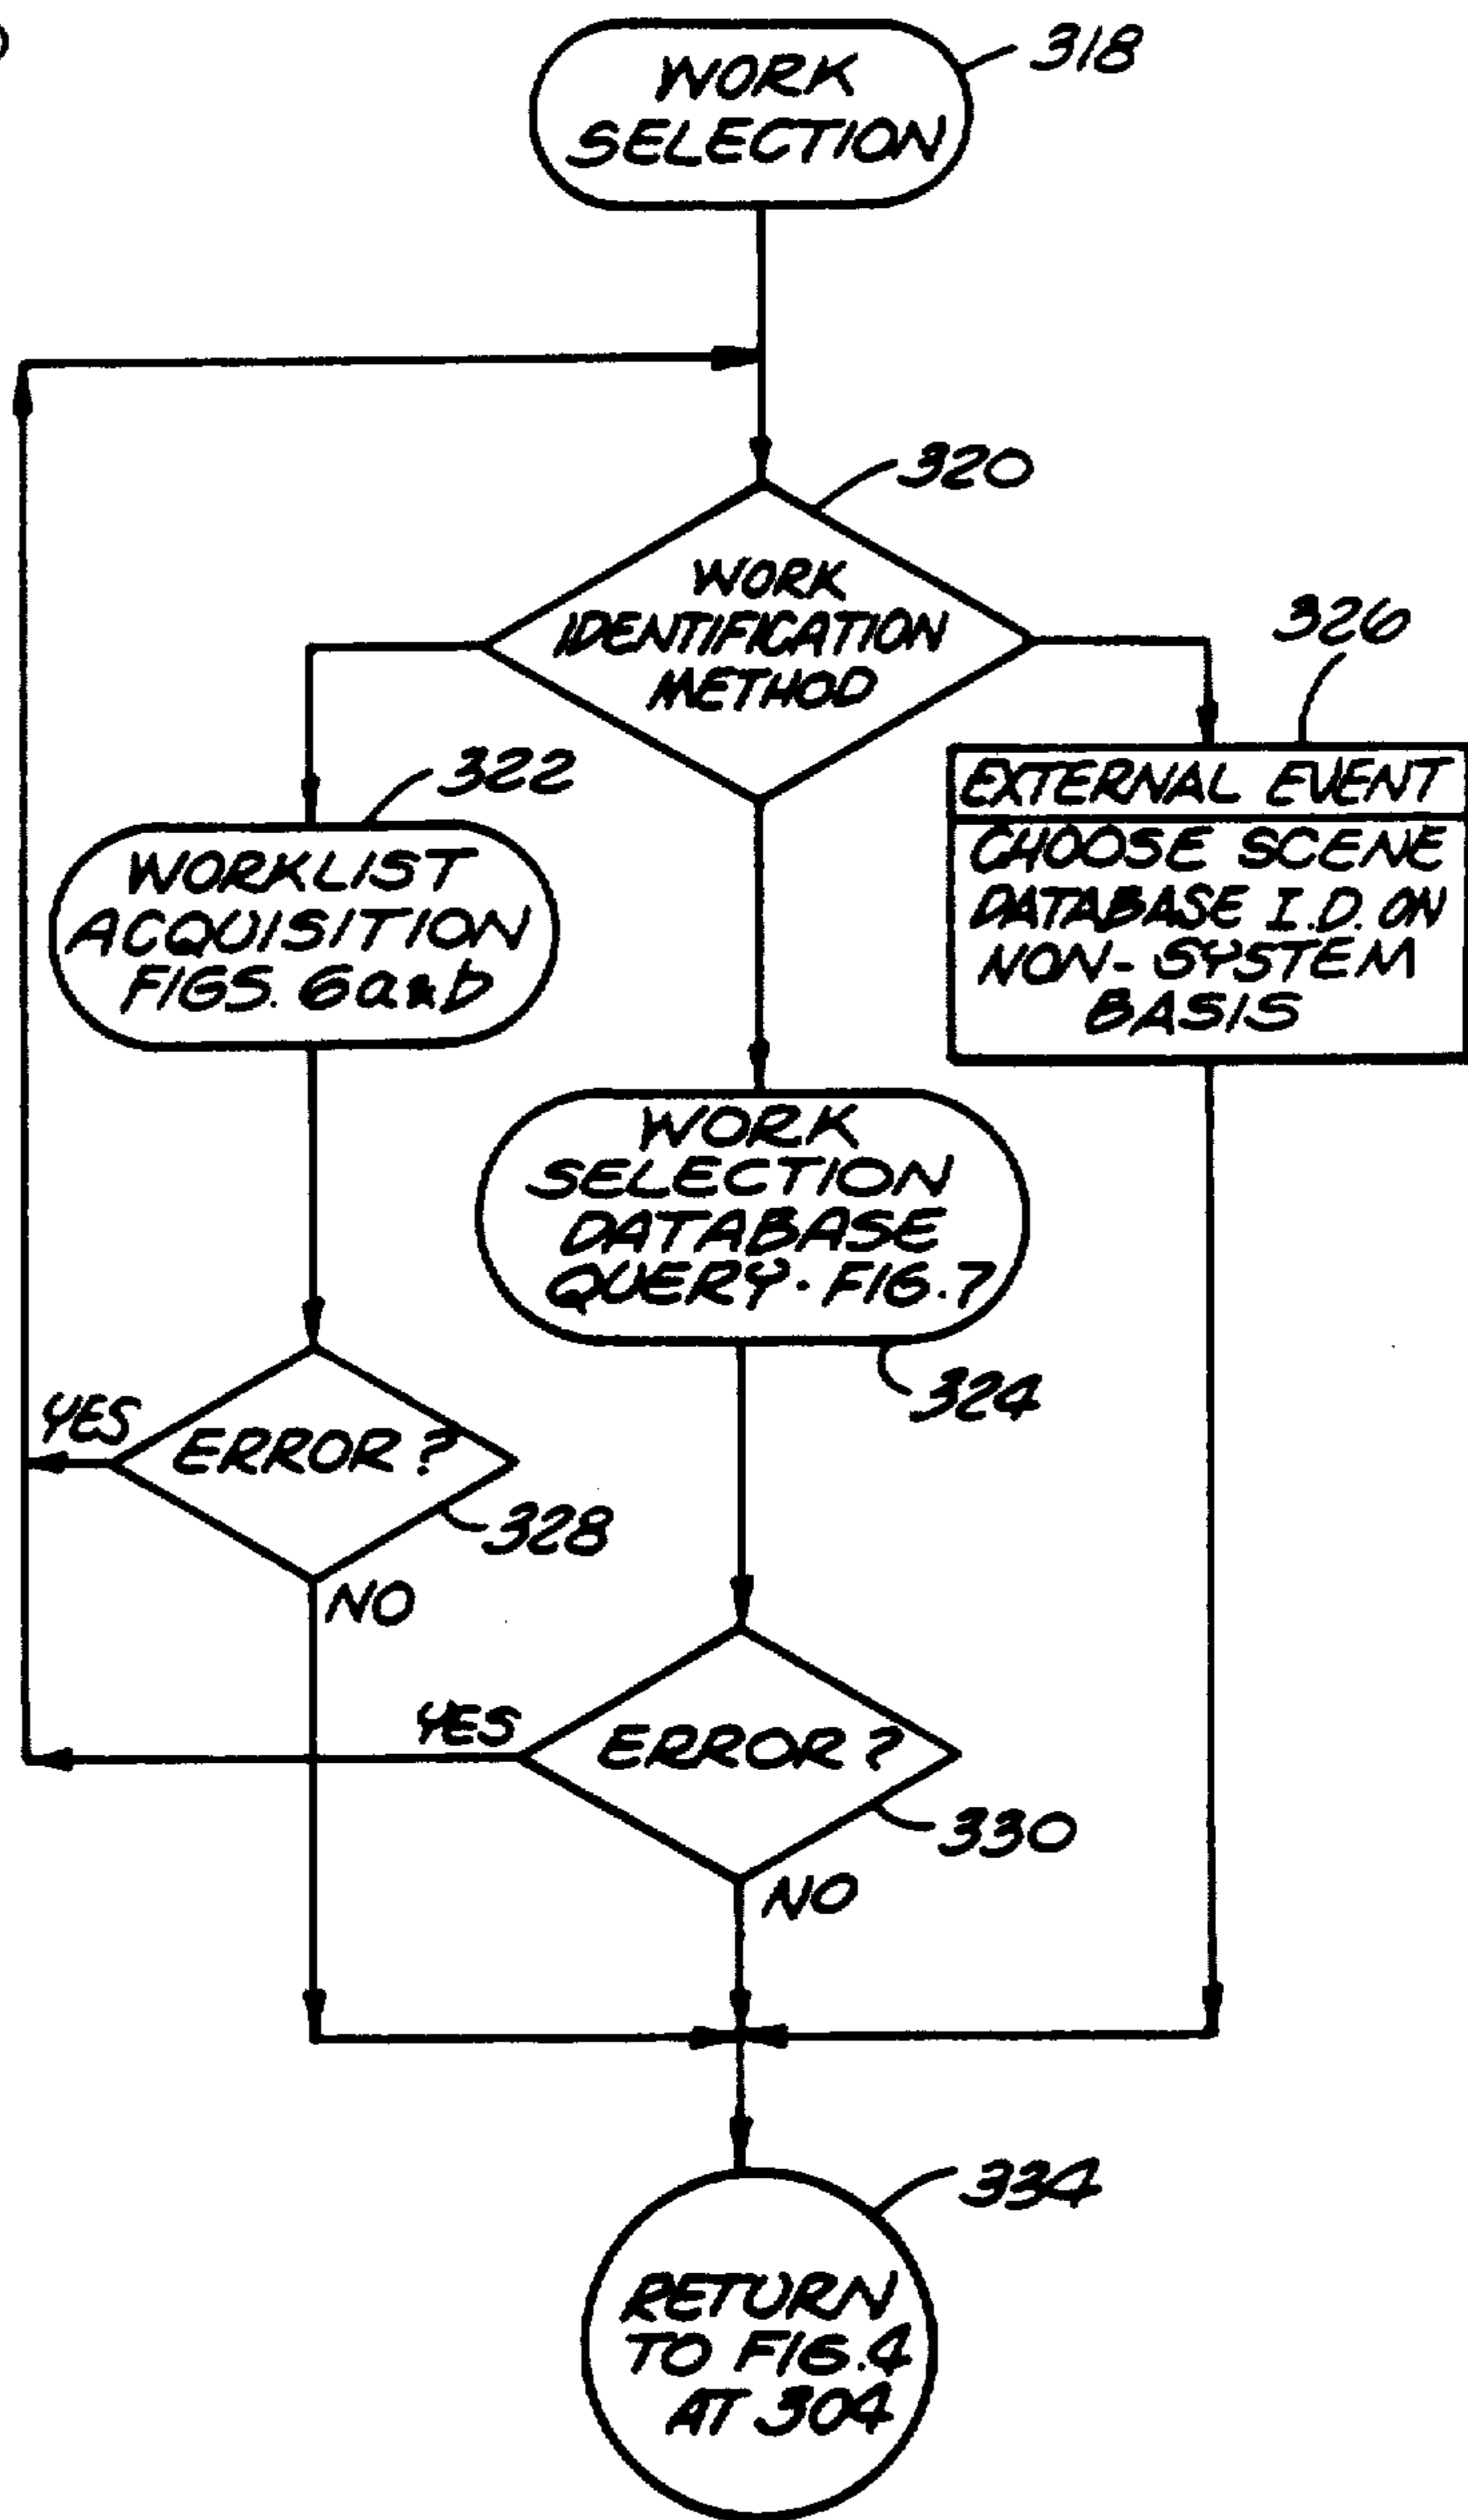 318
WORK
SELECTION
320
WORK
IDENTIFICATION
METHOD
326
322
EXTERNAL EVENT
CHOOSE SCENE
DATABASE I.D. ON
NON-SYSTEM
BASIS
WORKLIST
ACQUISITION
FIGS. 6a&b
WORK
SELECTION
DATABASE
QUERY-FIG.7
324
YES
ERROR?
328
NO
YES
ERROR?
330
NO
334
RETURN
TO FIG.4
AT 304